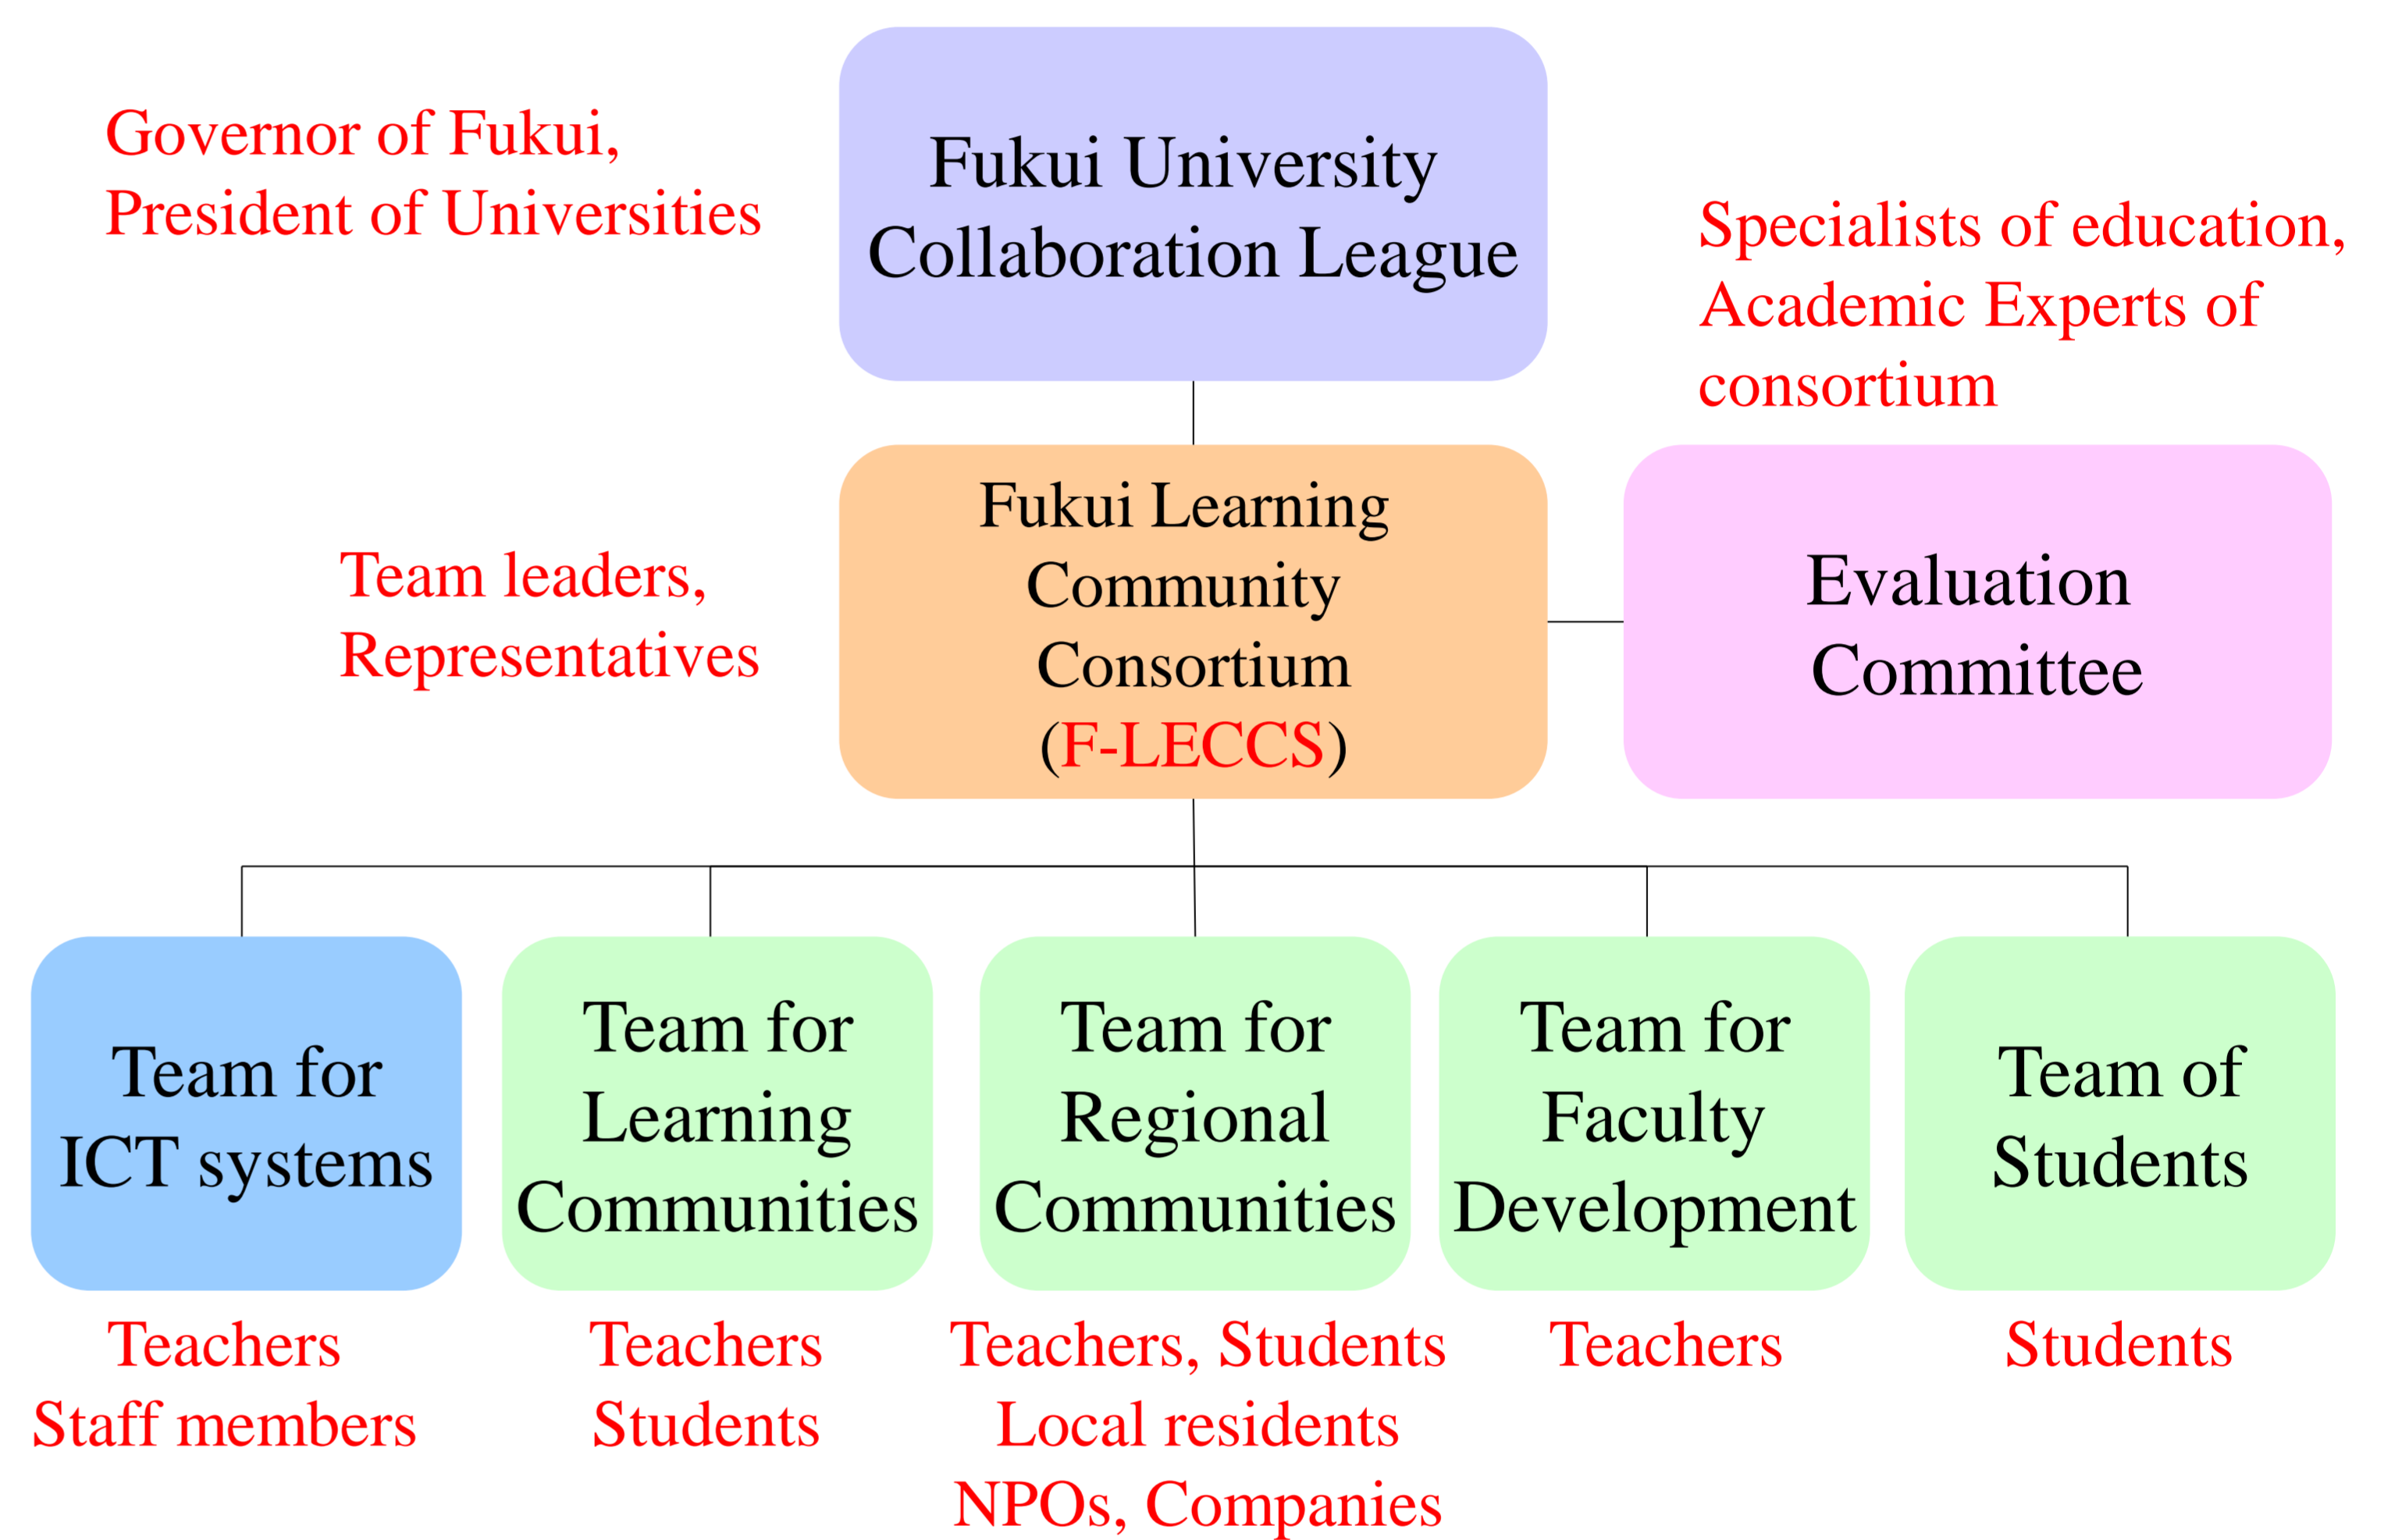 Governor of Fukui,
President of Universities
Fukui University
Collaboration League
Specialists of education,
Academic Experts of
consortium
Team leaders,
Representatives
Fukui Learning
Community
Consortium
(F-LECCS)
Evaluation
Committee
Team for
ICT systems
Team for
Learning
Communities
Team for
Regional
Communities
Team for
Faculty
Development
Team of
Students
Teachers
Staff members
Teachers
Students
Teachers, Students
Local residents
NPOs, Companies
Teachers
Students